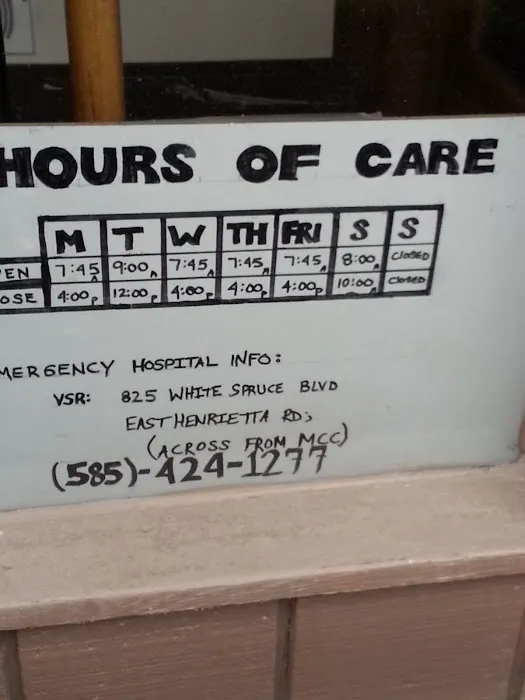 HOURS OF CARE
M T W TH FRI S S
EN 7:45A 9:00A 7:45A 7:45A 7:45A 8:00A CLOSED
OSE 4:00P 12:00P 4:00P 4:00P 4:00P 10:00A CLOSED
MERGENCY HOSPITAL INFO:
VSR: 825 WHITE SPRUCE BLVD
EAST HENRIETTA RD;
(ACROSS FROM MCC)
(585)-424-1277